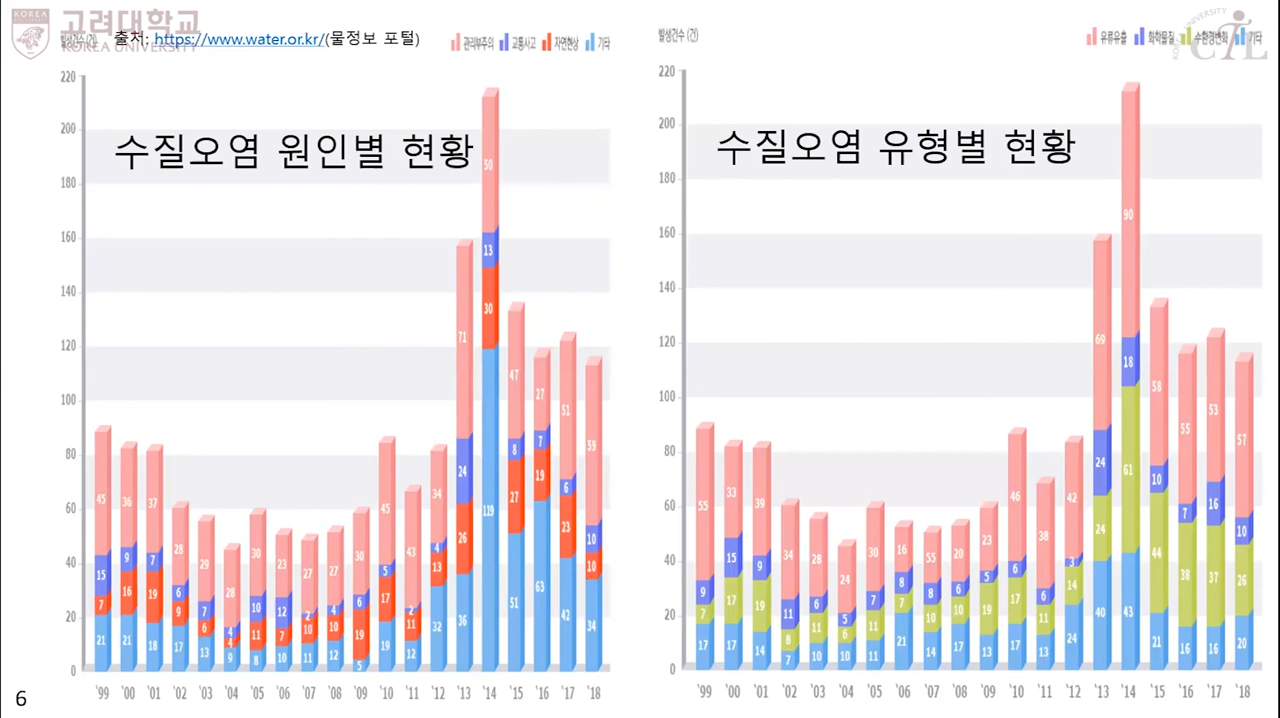 고려대학교
KOREA UNIVERSITY
출처: https://www.water.or.kr/(물정보 포털)
발생건수 (건)
관리부주의 교통사고 자연현상 기타
수질오염 원인별 현황
220
200
180
160
140
120
100
80
60
40
20
0
45 36 37 28 29 28 30 23 27 27 30 45 43 34 71 50 47 27 51 59
15 9 7 6 7 4 10 12 2 4 6 5 2 4 24 13 8 7 6 10
7 16 19 9 6 4 11 7 10 10 19 17 11 13 26 30 27 19 23 10
21 21 18 17 13 9 8 10 11 12 5 19 12 32 36 119 51 63 42 34
'99 '00 '01 '02 '03 '04 '05 '06 '07 '08 '09 '10 '11 '12 '13 '14 '15 '16 '17 '18
발생건수 (건)
유류유출 화학물질 수환경변화 기타
수질오염 유형별 현황
220
200
180
160
140
120
100
80
60
40
20
0
55 33 39 34 28 24 30 16 55 20 23 46 38 42 69 90 58 55 53 57
9 15 9 11 6 5 7 8 8 6 5 6 6 3 24 18 10 7 16 10
7 17 19 8 11 6 11 7 10 10 19 17 11 14 24 61 44 38 37 26
17 17 14 7 10 10 11 21 14 17 13 17 13 24 40 43 21 16 16 20
'99 '00 '01 '02 '03 '04 '05 '06 '07 '08 '09 '10 '11 '12 '13 '14 '15 '16 '17 '18
6